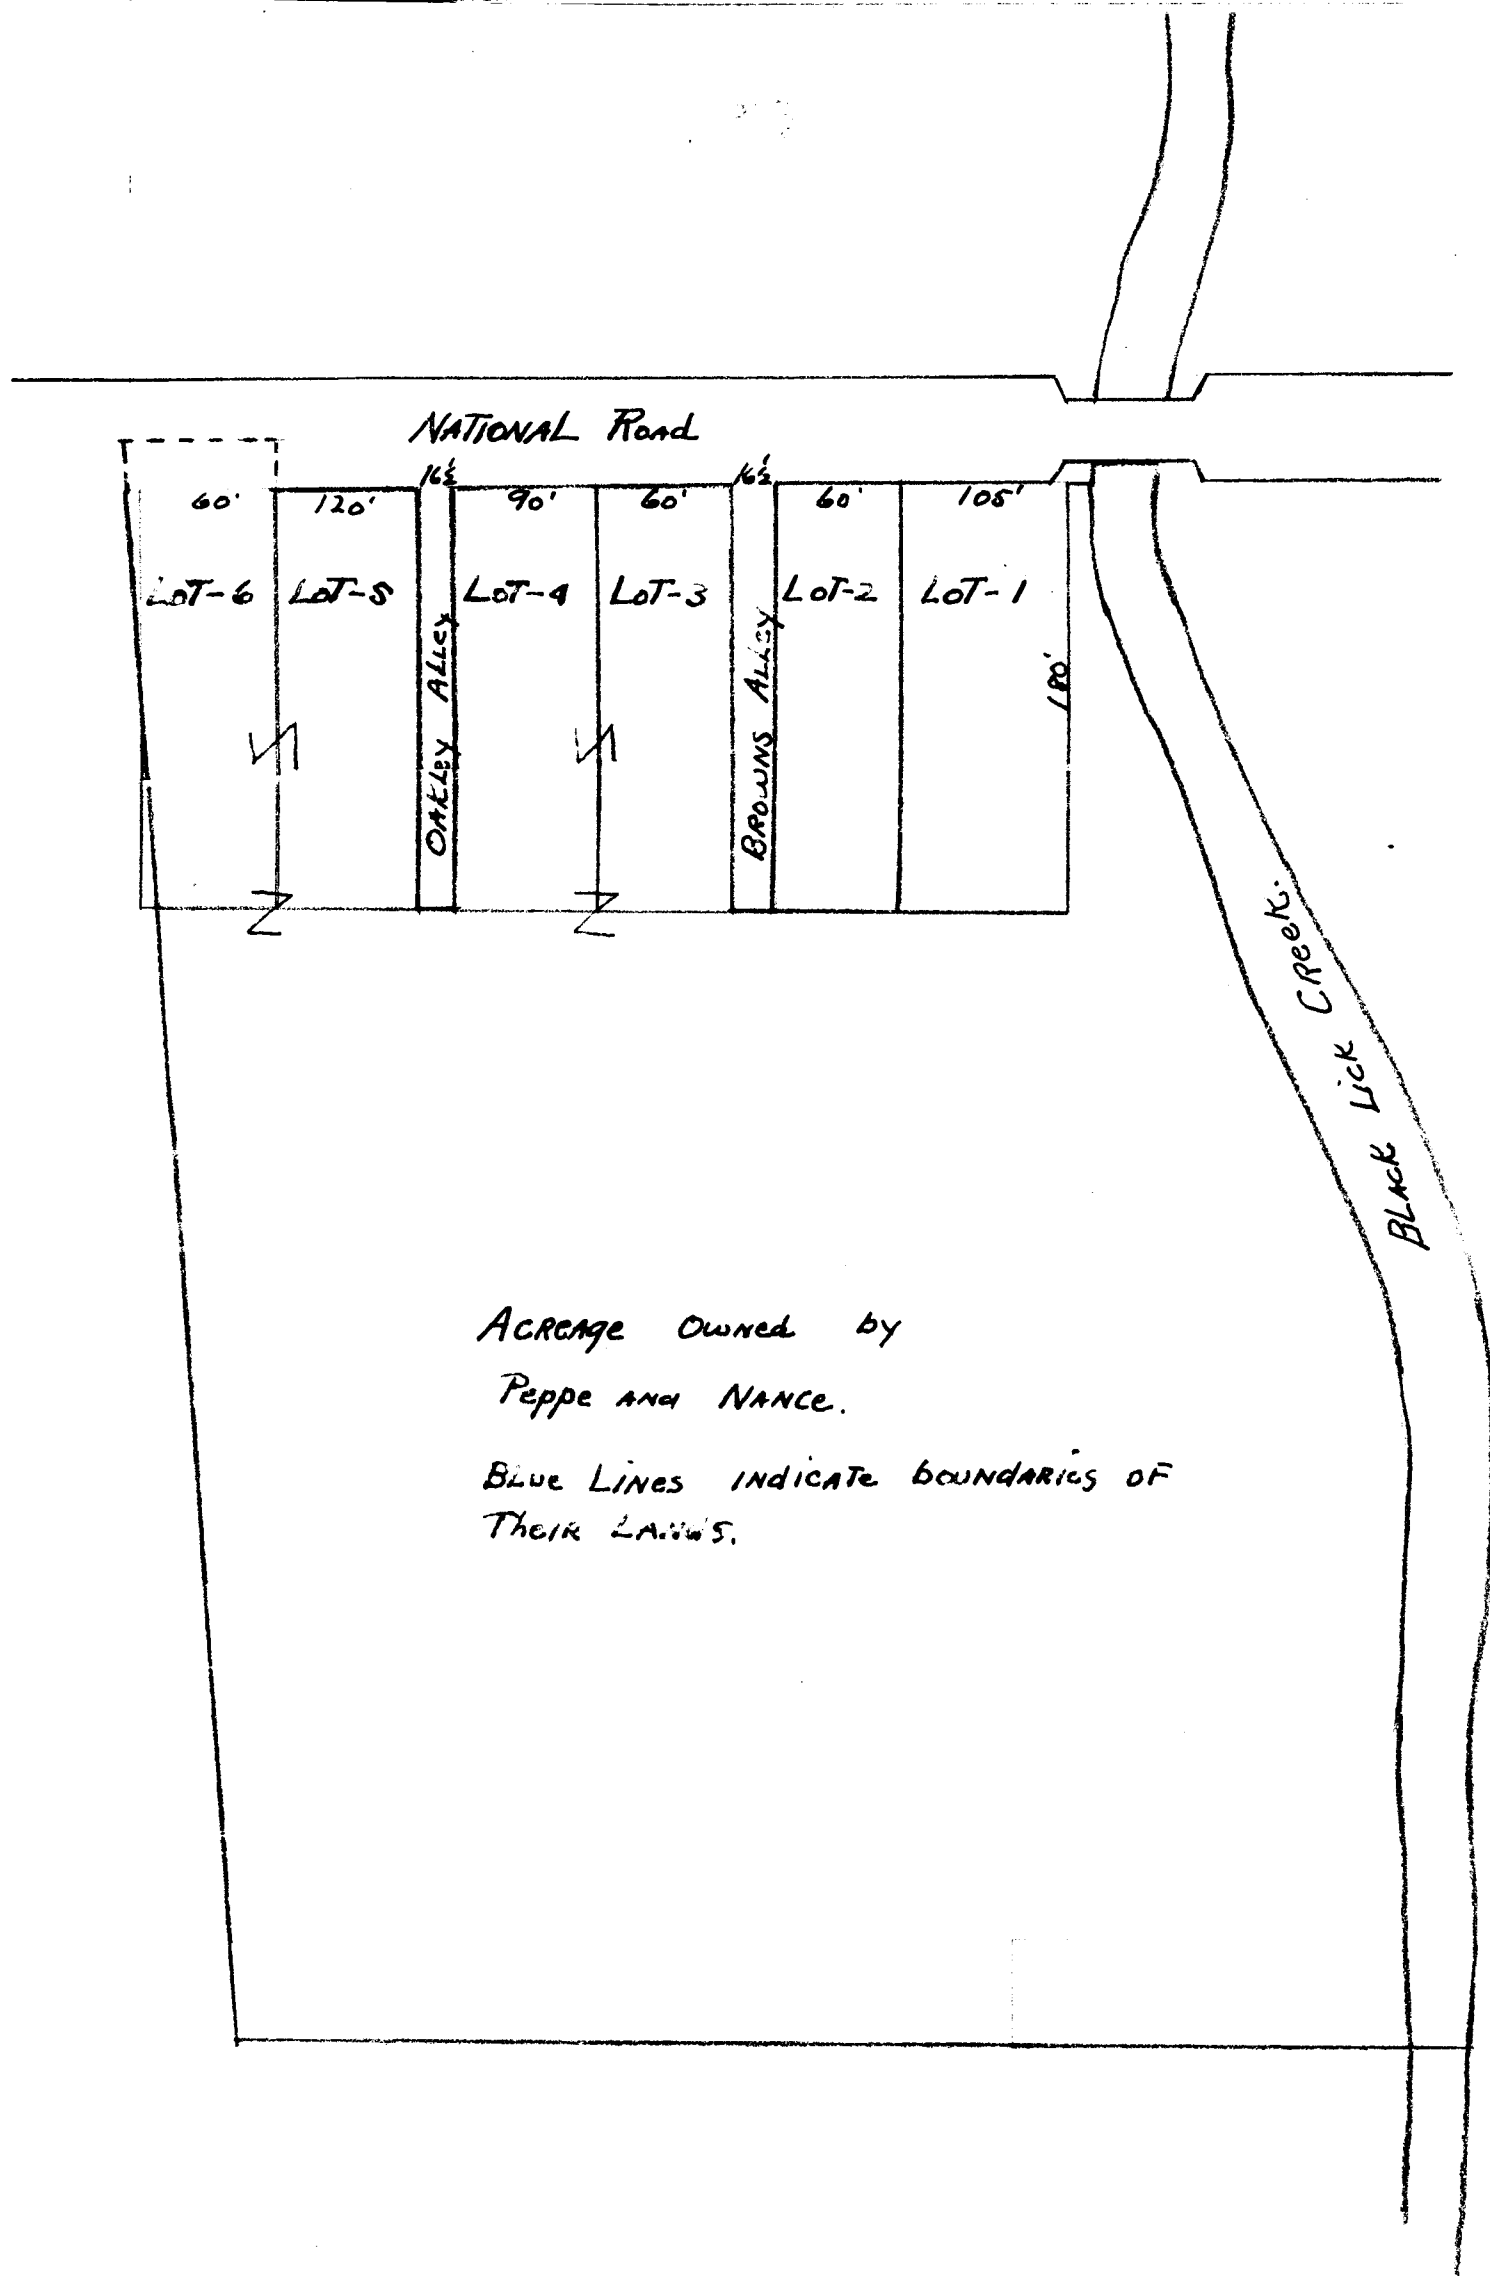 NATIONAL Road
60' 120' 16½' 90' 60' 16½' 60' 105'
LOT-6 LOT-5 LOT-4 LOT-3 LOT-2 LOT-1
OAKLEY ALLEY
BROWNS ALLEY
180'
BLACK Lick CReeK.
ACReAge Owned by
Peppe ANd NANCe.
BLue LiNes iNdicATe bouNdARies OF
TheiR LANdS.